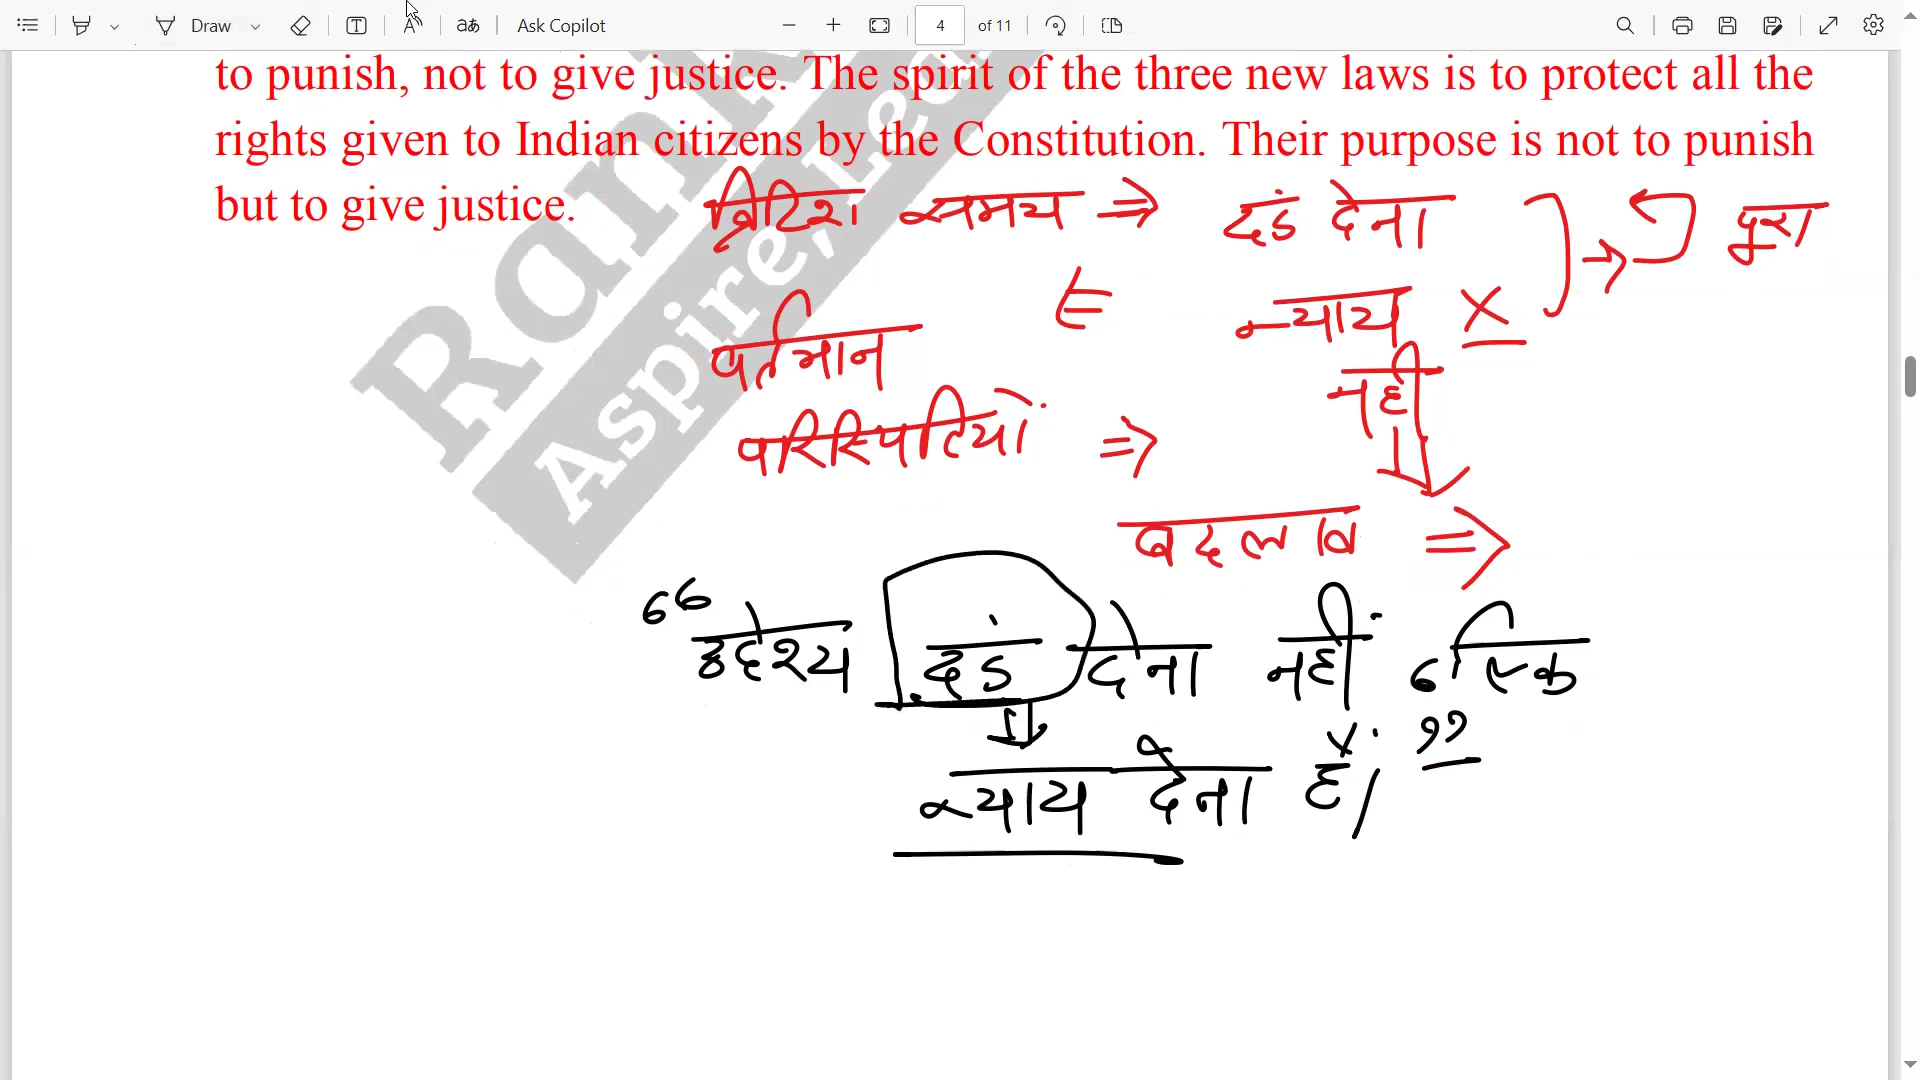 Draw Ask Copilot 4 of 11
to punish, not to give justice. The spirit of the three new laws is to protect all the
rights given to Indian citizens by the Constitution. Their purpose is not to punish
but to give justice.
ब्रिटिश समय ⇒ दंड देना → पुरा
वर्तमान न्याय X
नही
परिस्थितियों ⇒
बदलाव ⇒
“उद्देश्य दंड देना नहीं
न्याय देना है। ”
Rank
Aspire,